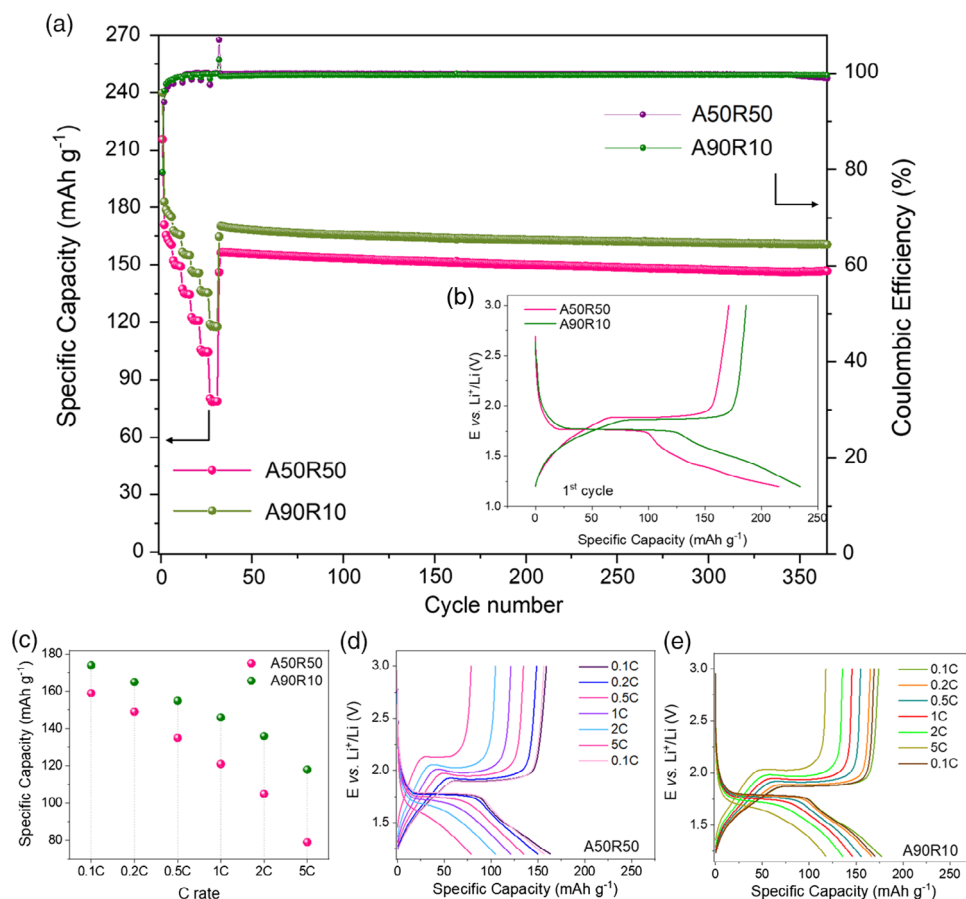 (a)
270
240
210
180
150
120
90
60
30
0
Specific Capacity (mAh g⁻¹)
100
80
60
40
20
0
Coulombic Efficiency (%)
A50R50
A90R10
A50R50
A90R10
0
50
100
150
200
250
300
350
Cycle number
(b)
A50R50
A90R10
3.0
2.5
2.0
1.5
1.0
E vs. Li⁺/Li (V)
1st cycle
0
50
100
150
200
250
Specific Capacity (mAh g⁻¹)
(c)
180
160
140
120
100
80
Specific Capacity (mAh g⁻¹)
A50R50
A90R10
0.1C
0.2C
0.5C
1C
2C
5C
C rate
(d)
3.0
2.5
2.0
1.5
E vs. Li⁺/Li (V)
0.1C
0.2C
0.5C
1C
2C
5C
0.1C
A50R50
0
50
100
150
200
250
Specific Capacity (mAh g⁻¹)
(e)
3.0
2.5
2.0
1.5
E vs. Li⁺/Li (V)
0.1C
0.2C
0.5C
1C
2C
5C
0.1C
A90R10
0
50
100
150
200
250
Specific Capacity (mAh g⁻¹)